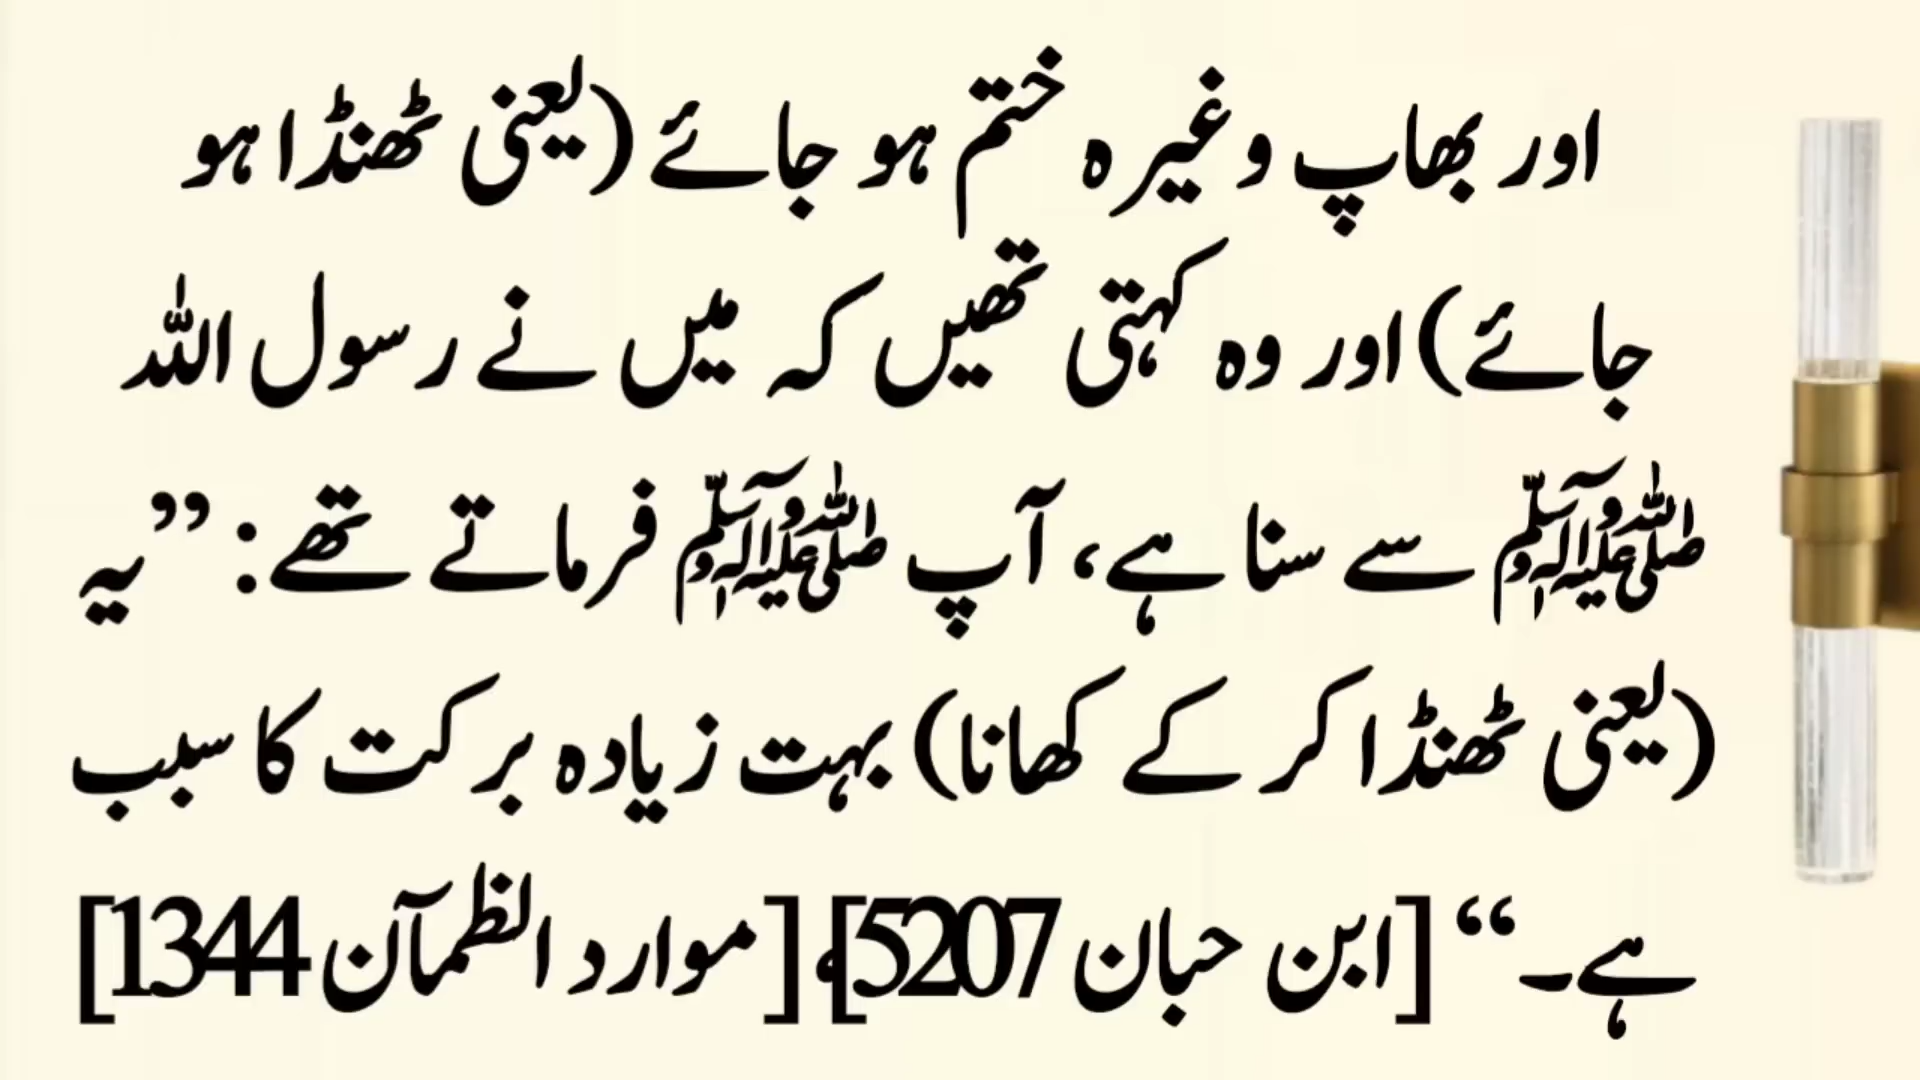 اور بھاپ وغیرہ ختم ہو جائے (یعنی ٹھنڈا ہو
جائے) اور وہ کہتی تھیں کہ میں نے رسول اللہ
ﷺ سے سنا ہے، آپ ﷺ فرماتے تھے: ”یہ
(یعنی ٹھنڈا کر کے کھانا) بہت زیادہ برکت کا سبب
ہے۔“ [ابن حبان 5207]، [موارد الظمآن 1344]